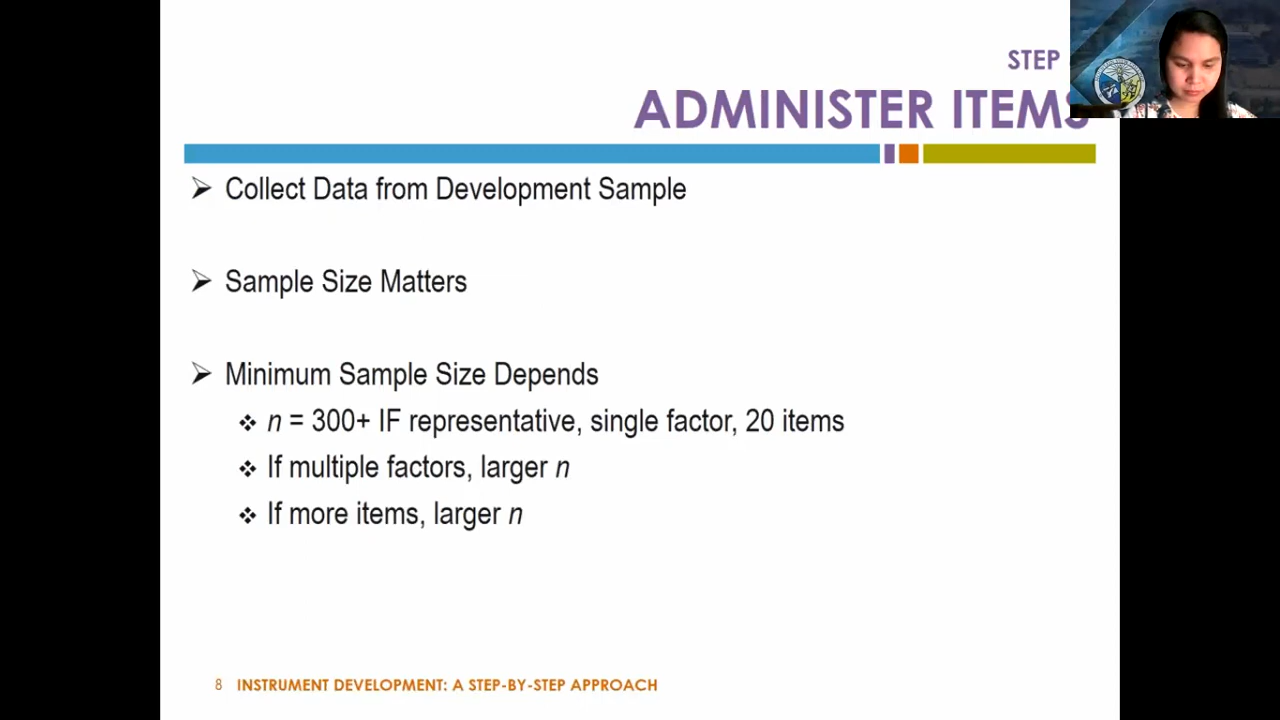 STEP
ADMINISTER ITEMS
➢ Collect Data from Development Sample
➢ Sample Size Matters
➢ Minimum Sample Size Depends
❖ n = 300+ IF representative, single factor, 20 items
❖ If multiple factors, larger n
❖ If more items, larger n
8 INSTRUMENT DEVELOPMENT: A STEP-BY-STEP APPROACH